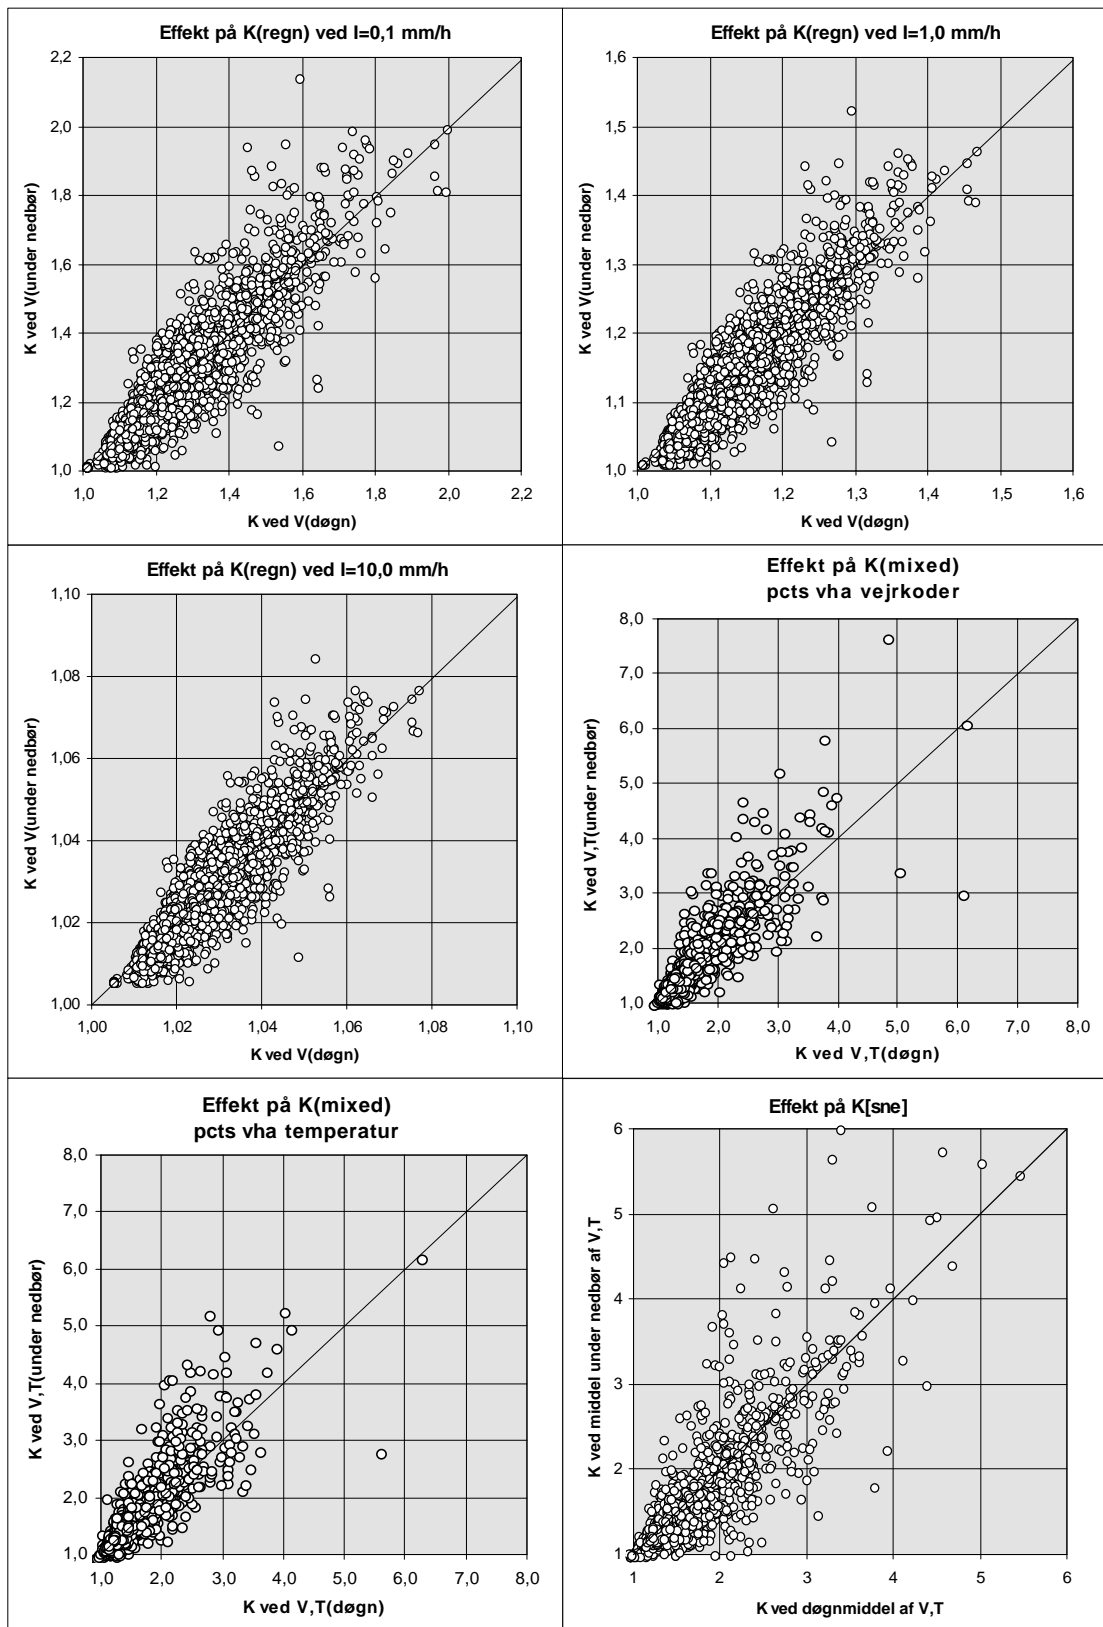 Effekt på K(regn) ved I=0,1 mm/h
2,2
2,0
1,8
1,6
1,4
1,2
1,0
K ved V(under nedbør)
1,0 1,2 1,4 1,6 1,8 2,0 2,2
K ved V(døgn)
Effekt på K(regn) ved I=1,0 mm/h
1,6
1,5
1,4
1,3
1,2
1,1
1,0
K ved V(under nedbør)
1,0 1,1 1,2 1,3 1,4 1,5 1,6
K ved V(døgn)
Effekt på K(regn) ved I=10,0 mm/h
1,10
1,08
1,06
1,04
1,02
1,00
K ved V(under nedbør)
1,00 1,02 1,04 1,06 1,08 1,10
K ved V(døgn)
Effekt på K(mixed)
pcts vha vejrkoder
8,0
7,0
6,0
5,0
4,0
3,0
2,0
1,0
K ved V,T(under nedbør)
1,0 2,0 3,0 4,0 5,0 6,0 7,0 8,0
K ved V,T(døgn)
Effekt på K(mixed)
pcts vha temperatur
8,0
7,0
6,0
5,0
4,0
3,0
2,0
1,0
K ved V,T(under nedbør)
1,0 2,0 3,0 4,0 5,0 6,0 7,0 8,0
K ved V,T(døgn)
Effekt på K[sne]
6
5
4
3
2
1
K ved middel under nedbør af V,T
1 2 3 4 5 6
K ved døgnmiddel af V,T